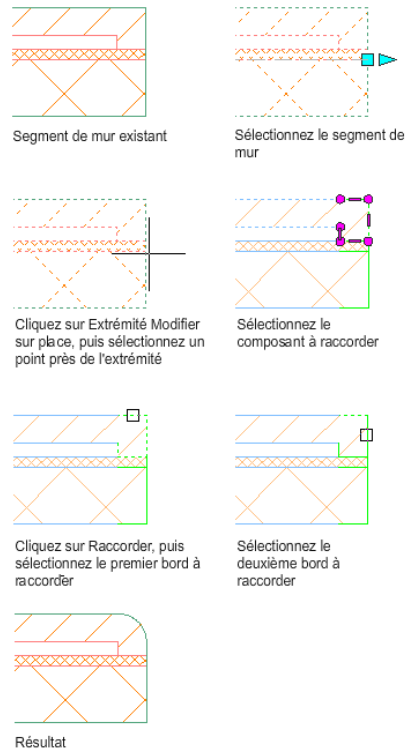 Segment de mur existant
Sélectionnez le segment de
mur
Cliquez sur Extrémité Modifier
sur place, puis sélectionnez un
point près de l'extrémité
Sélectionnez le
composant à raccorder
Cliquez sur Raccorder, puis
sélectionnez le premier bord à
raccorder
Sélectionnez le
deuxième bord à
raccorder
Résultat